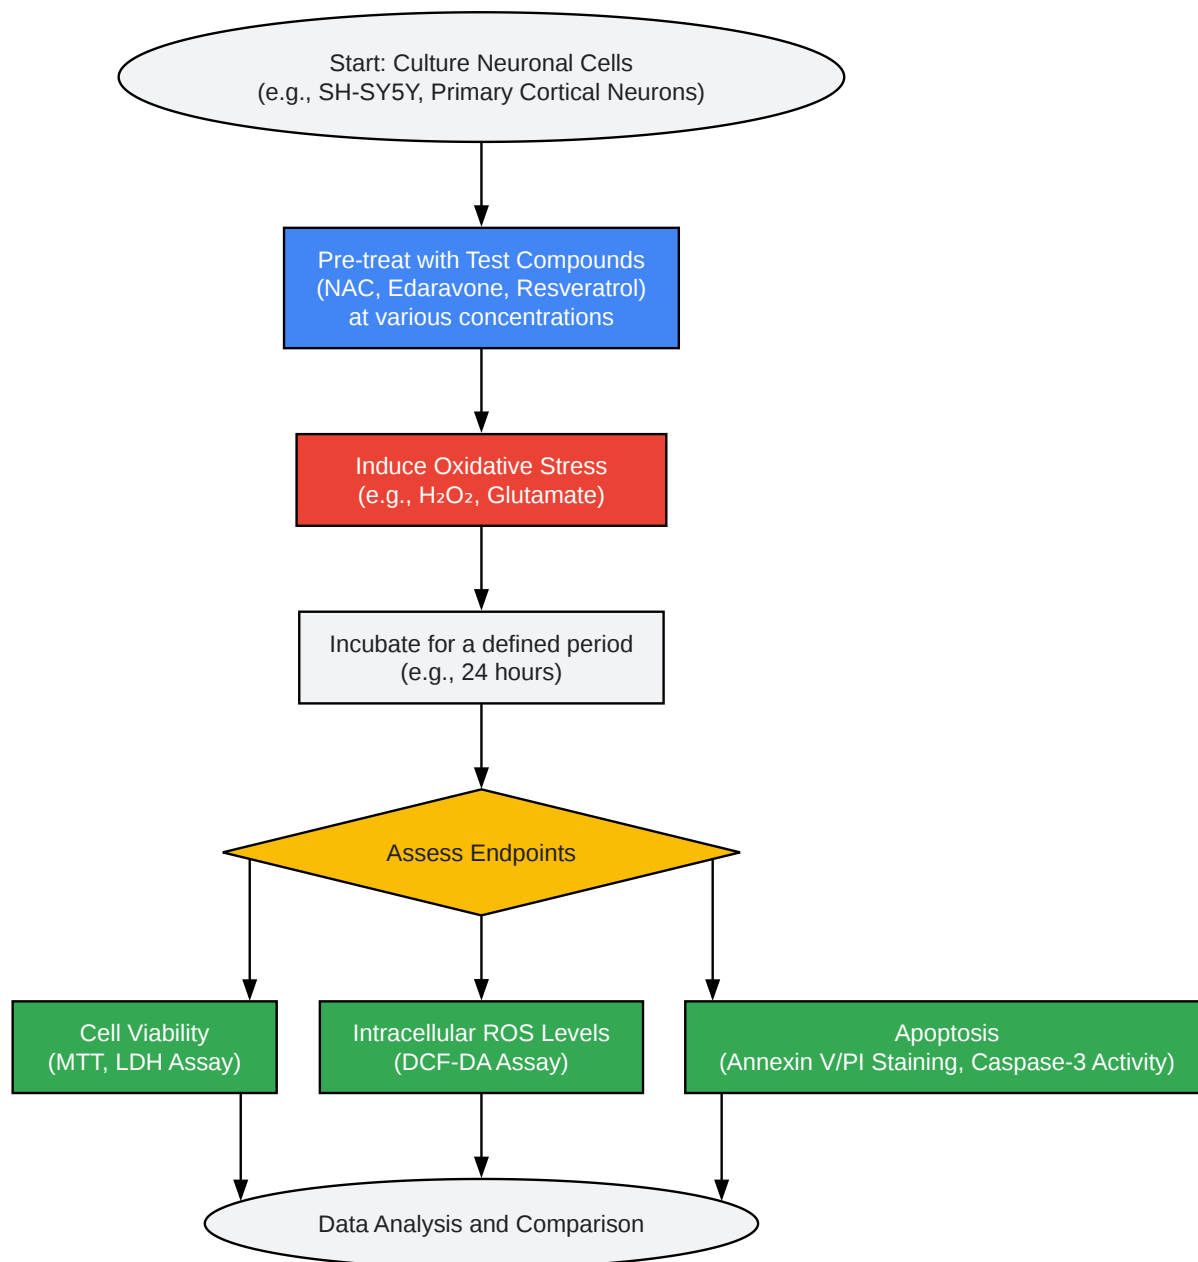 Start: Culture Neuronal Cells
(e.g., SH-SY5Y, Primary Cortical Neurons)
Pre-treat with Test Compounds
(NAC, Edaravone, Resveratrol)
at various concentrations
Induce Oxidative Stress
(e.g., H₂O₂, Glutamate)
Incubate for a defined period
(e.g., 24 hours)
Assess Endpoints
Cell Viability
(MTT, LDH Assay)
Intracellular ROS Levels
(DCF-DA Assay)
Apoptosis
(Annexin V/PI Staining, Caspase-3 Activity)
Data Analysis and Comparison